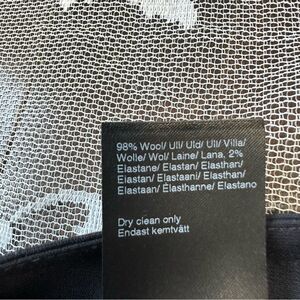 98% Wool/ Ull/ Uld/ Ull/ Villa/
Wolle/ Wol/ Laine/ Lana, 2%
Elastane/ Elastan/ Elasthan/
Elastan/ Elastaani/ Elasthan/
Elastaan/ Élasthanne/ Elastano
Dry clean only
Endast kemtvätt